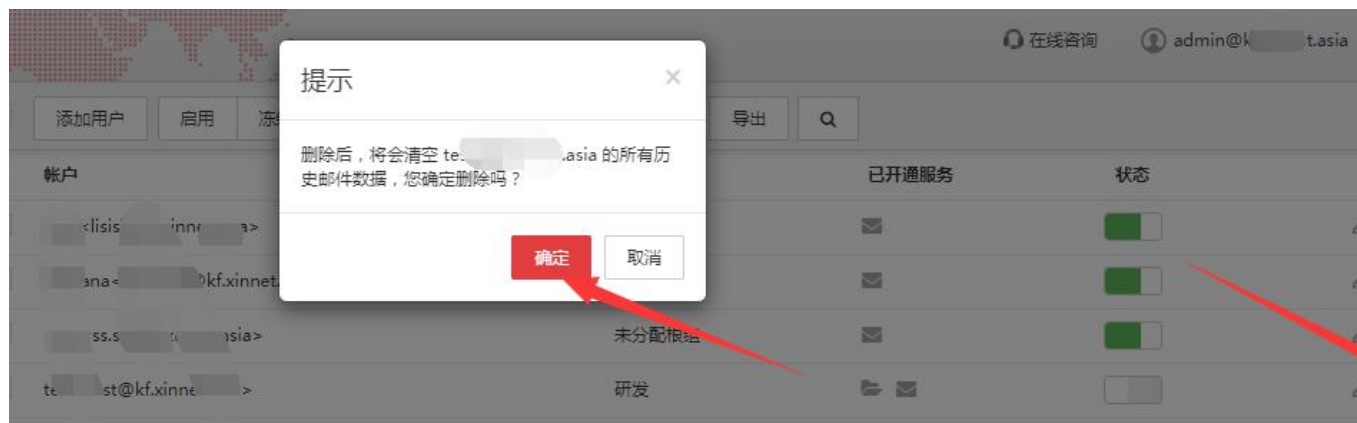 在线咨询 admin@k t.asia
提示 ×
添加用户 启用 导出
删除后，将会清空 te .asia 的所有历
史邮件数据，您确定删除吗？
帐户 已开通服务 状态
<lisis inn a>
确定 取消
ana< @kf.xinnet.
ss.s asia> 未分配根组
te st@kf.xinne > 研发